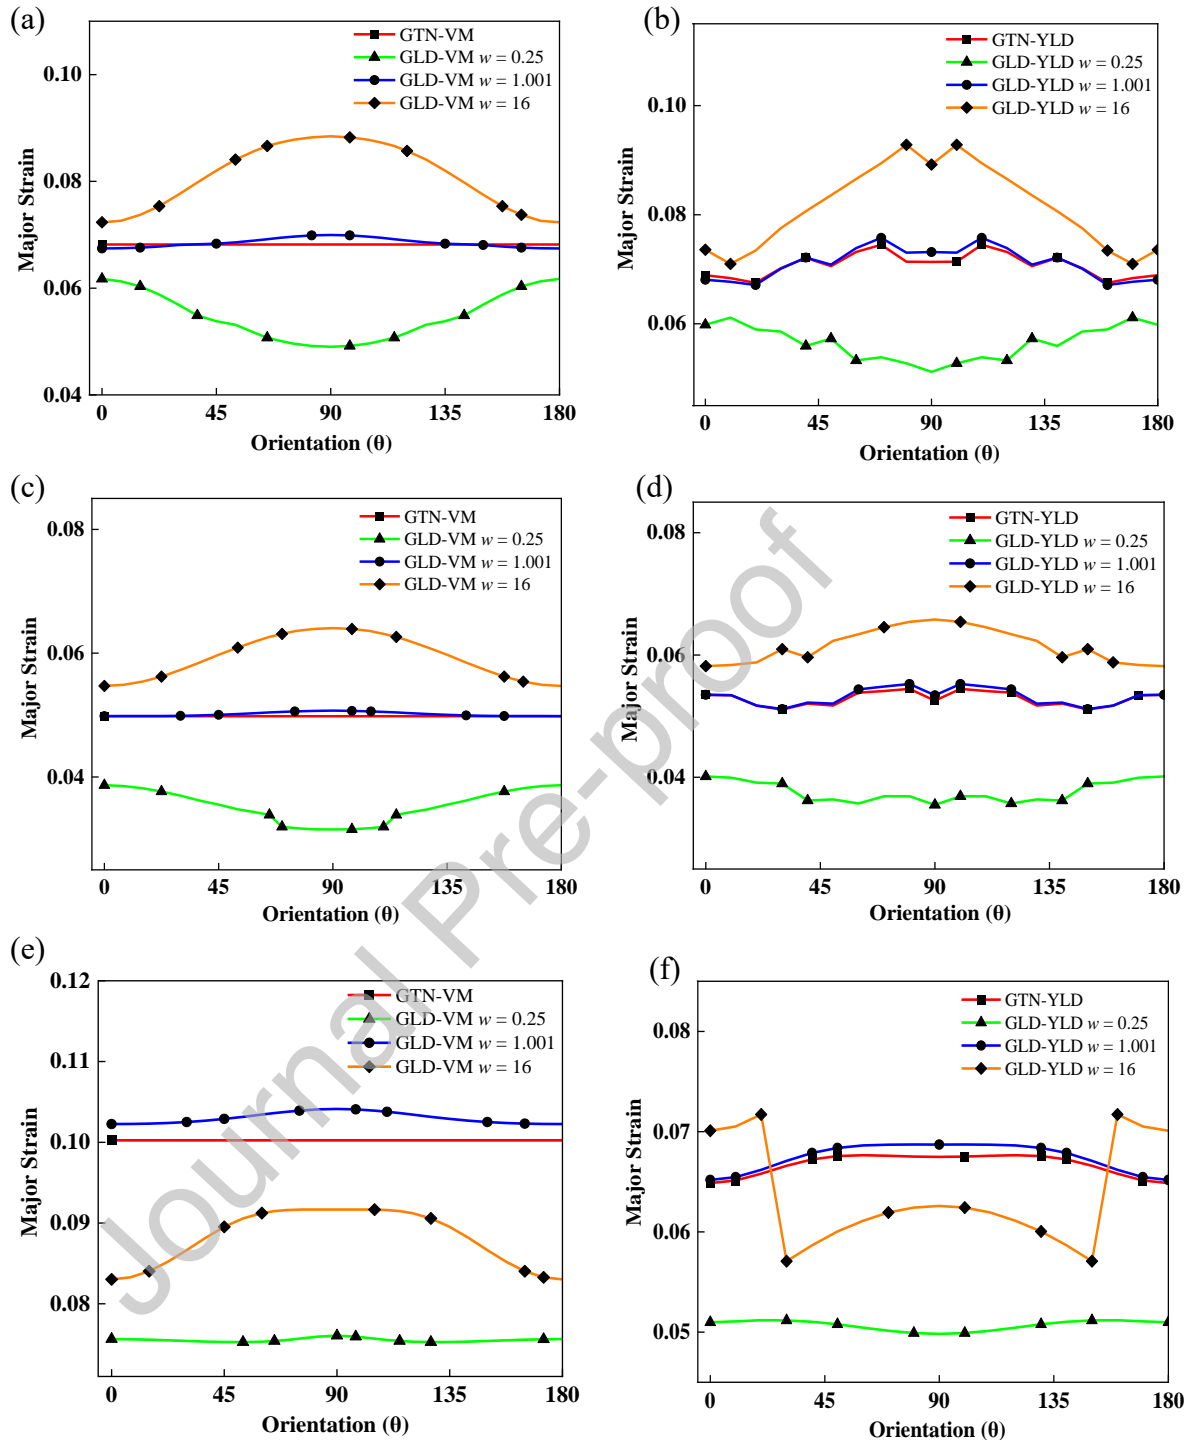 (a)
GTN-VM
GLD-VM w = 0.25
GLD-VM w = 1.001
GLD-VM w = 16
0.10
0.08
0.06
0.04
Major Strain
0 45 90 135 180
Orientation (θ)
(b)
GTN-YLD
GLD-YLD w = 0.25
GLD-YLD w = 1.001
GLD-YLD w = 16
0.10
0.08
0.06
Major Strain
0 45 90 135 180
Orientation (θ)
(c)
GTN-VM
GLD-VM w = 0.25
GLD-VM w = 1.001
GLD-VM w = 16
0.08
0.06
0.04
Major Strain
0 45 90 135 180
Orientation (θ)
(d)
GTN-YLD
GLD-YLD w = 0.25
GLD-YLD w = 1.001
GLD-YLD w = 16
0.08
0.06
0.04
Major Strain
0 45 90 135 180
Orientation (θ)
(e)
GTN-VM
GLD-VM w = 0.25
GLD-VM w = 1.001
GLD-VM w = 16
0.12
0.11
0.10
0.09
0.08
Major Strain
0 45 90 135 180
Orientation (θ)
(f)
GTN-YLD
GLD-YLD w = 0.25
GLD-YLD w = 1.001
GLD-YLD w = 16
0.08
0.07
0.06
0.05
Major Strain
0 45 90 135 180
Orientation (θ)
Journal Pre-proof